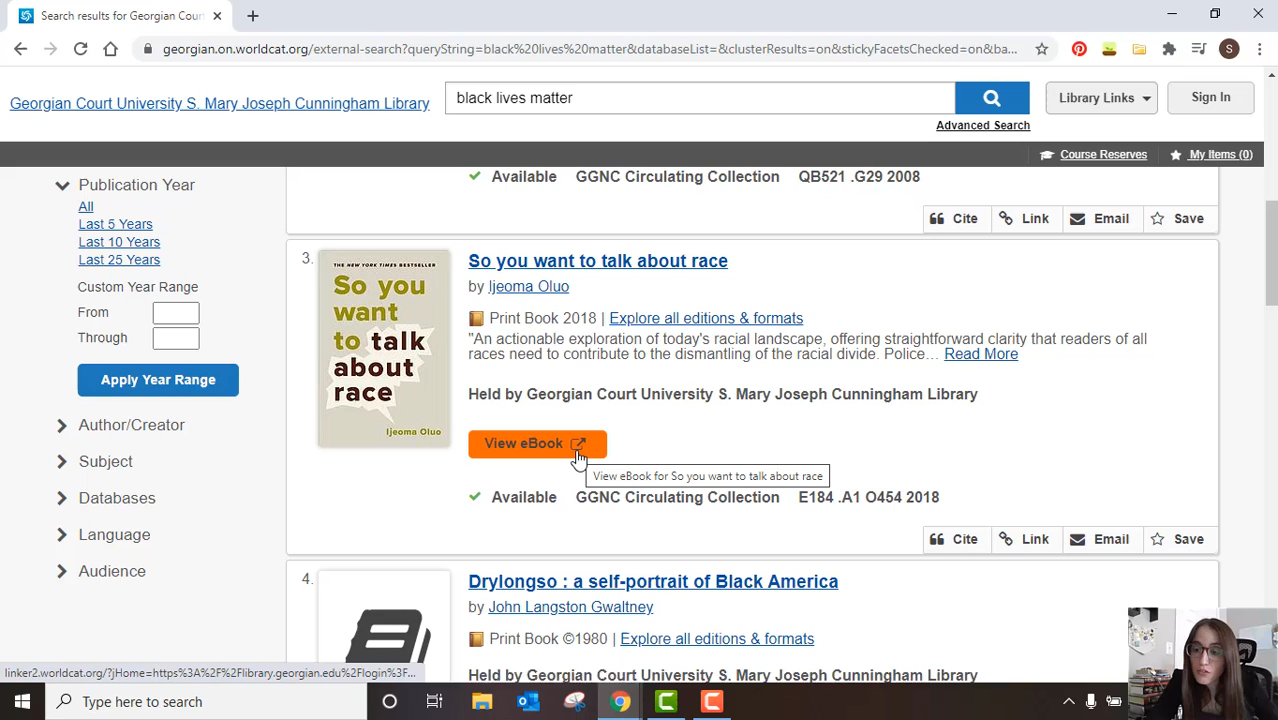 Search results for Georgian Cour
georgian.on.worldcat.org/external-search?queryString=black%20lives%20matter&databaseList=&clusterResults=on&stickyFacetsChecked=on&ba...
S
Georgian Court University S. Mary Joseph Cunningham Library
black lives matter
Library Links
Sign In
Advanced Search
Course Reserves
My Items (0)
Publication Year
All
Last 5 Years
Last 10 Years
Last 25 Years
Custom Year Range
From
Through
Apply Year Range
Author/Creator
Subject
Databases
Language
Audience
Available GGNC Circulating Collection QB521 .G29 2008
Cite Link Email Save
3.
THE NEW YORK TIMES BESTSELLER
So you
want
to talk
about
race
Ijeoma Oluo
So you want to talk about race
by Ijeoma Oluo
Print Book 2018 | Explore all editions & formats
"An actionable exploration of today's racial landscape, offering straightforward clarity that readers of all
races need to contribute to the dismantling of the racial divide. Police... Read More
Held by Georgian Court University S. Mary Joseph Cunningham Library
View eBook
View eBook for So you want to talk about race
Available GGNC Circulating Collection E184 .A1 O454 2018
Cite Link Email Save
4.
Drylongso : a self-portrait of Black America
by John Langston Gwaltney
Print Book ©1980 | Explore all editions & formats
Held by Georgian Court University S. Mary Joseph Cunningham Library
linker2.worldcat.org/?jHome=https%3A%2F%2Flibrary.georgian.edu%2Flogin%3F...
Type here to search